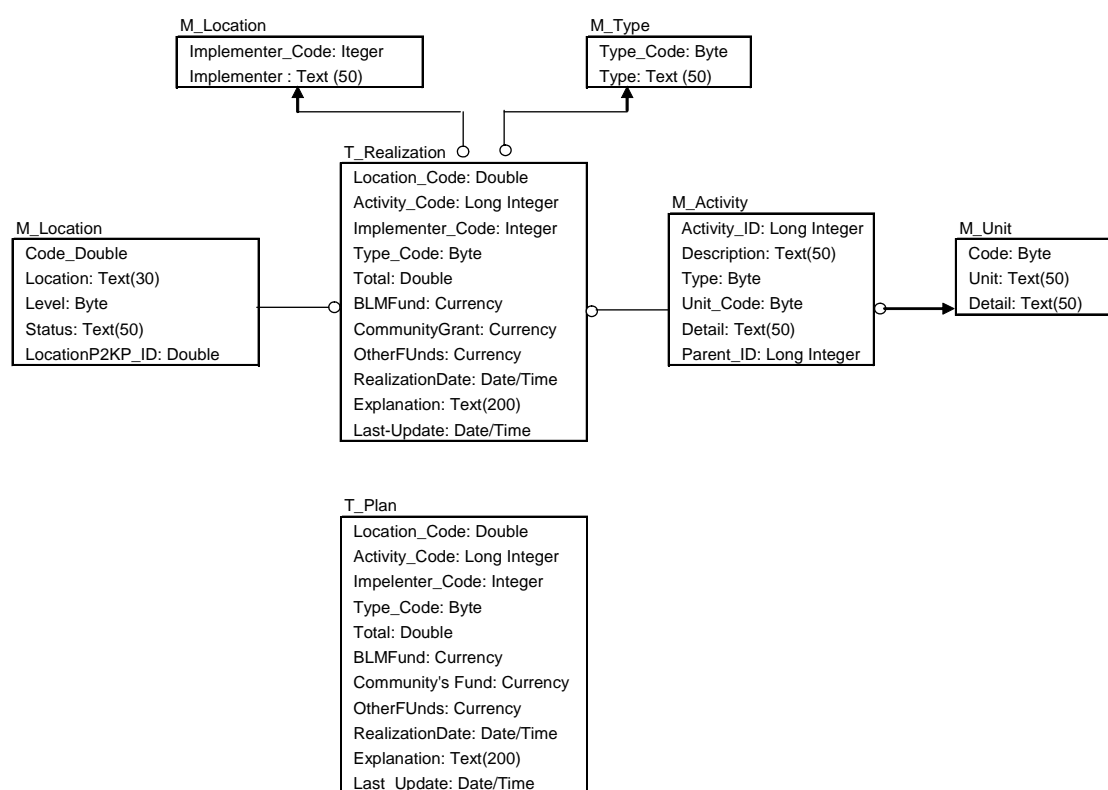 M_Location
Implementer_Code: Iteger
Implementer : Text (50)
M_Type
Type_Code: Byte
Type: Text (50)
T_Realization
Location_Code: Double
Activity_Code: Long Integer
Implementer_Code: Integer
Type_Code: Byte
Total: Double
BLMFund: Currency
CommunityGrant: Currency
OtherFUnds: Currency
RealizationDate: Date/Time
Explanation: Text(200)
Last-Update: Date/Time
M_Location
Code_Double
Location: Text(30)
Level: Byte
Status: Text(50)
LocationP2KP_ID: Double
M_Activity
Activity_ID: Long Integer
Description: Text(50)
Type: Byte
Unit_Code: Byte
Detail: Text(50)
Parent_ID: Long Integer
M_Unit
Code: Byte
Unit: Text(50)
Detail: Text(50)
T_Plan
Location_Code: Double
Activity_Code: Long Integer
Impelenter_Code: Integer
Type_Code: Byte
Total: Double
BLMFund: Currency
Community's Fund: Currency
OtherFUnds: Currency
RealizationDate: Date/Time
Explanation: Text(200)
Last_Update: Date/Time